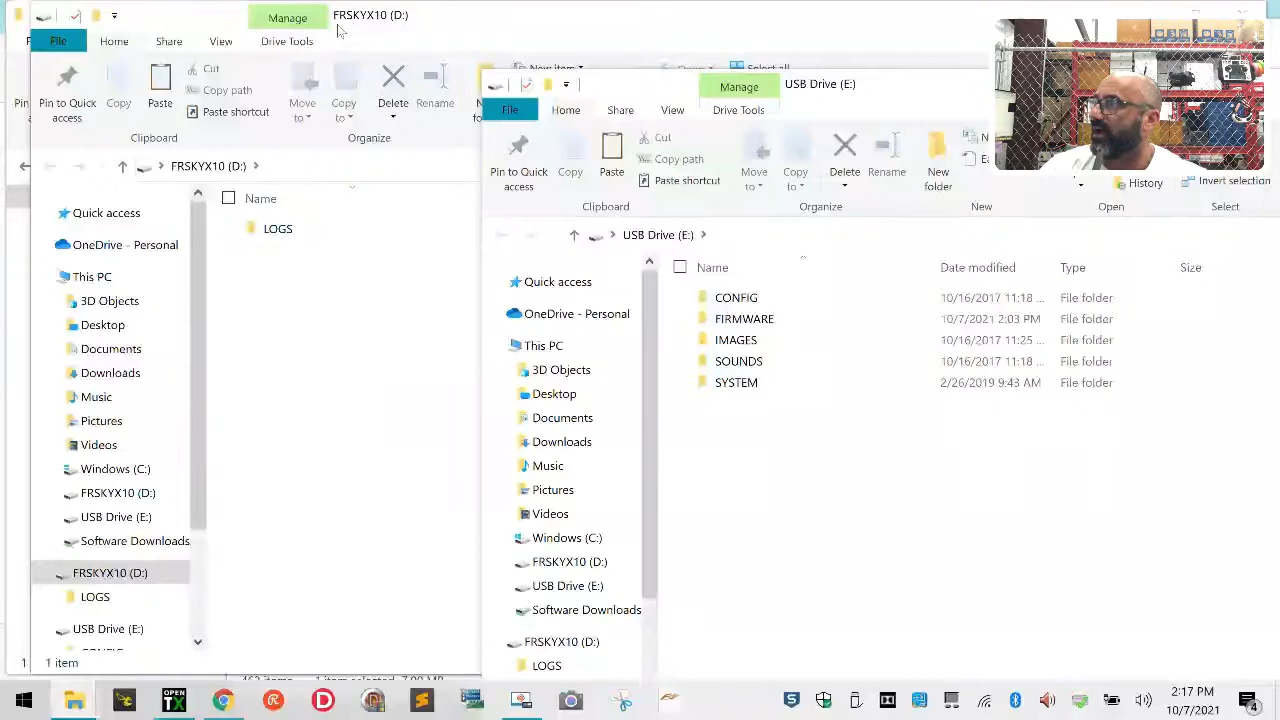 Manage
FRSKYX10 (D:)
File
Home
Share
View
Drive Tools
Pin to Quick
access
Copy
Paste
Cut
Copy path
Paste shortcut
Move
to
Copy
to
Delete
Rename
Clipboard
Organize
FRSKYX10 (D:)
Name
LOGS
Quick access
OneDrive - Personal
This PC
3D Objects
Desktop
Documents
Downloads
Music
Pictures
Videos
Windows (C:)
FRSKYX10 (D:)
USB Drive (E:)
Software Downloads
FRSKYX10 (D:)
LOGS
USB Drive (E:)
1 item
Select all
Manage
USB Drive (E:)
File
Home
Share
View
Drive Tools
Pin to Quick
access
Copy
Paste
Cut
Copy path
Paste shortcut
Move
to
Copy
to
Delete
Rename
New
folder
History
Invert selection
Clipboard
Organize
New
Open
Select
USB Drive (E:)
Name
Date modified
Type
Size
CONFIG
10/16/2017 11:18 ...
File folder
FIRMWARE
10/7/2021 2:03 PM
File folder
IMAGES
10/16/2017 11:25 ...
File folder
SOUNDS
10/16/2017 11:18 ...
File folder
SYSTEM
2/26/2019 9:43 AM
File folder
Quick access
OneDrive - Personal
This PC
3D Objects
Desktop
Documents
Downloads
Music
Pictures
Videos
Windows (C:)
FRSKYX10 (D:)
USB Drive (E:)
Software Downloads
FRSKYX10 (D:)
LOGS
OPEN
TX
2:17 PM
10/7/2021
4